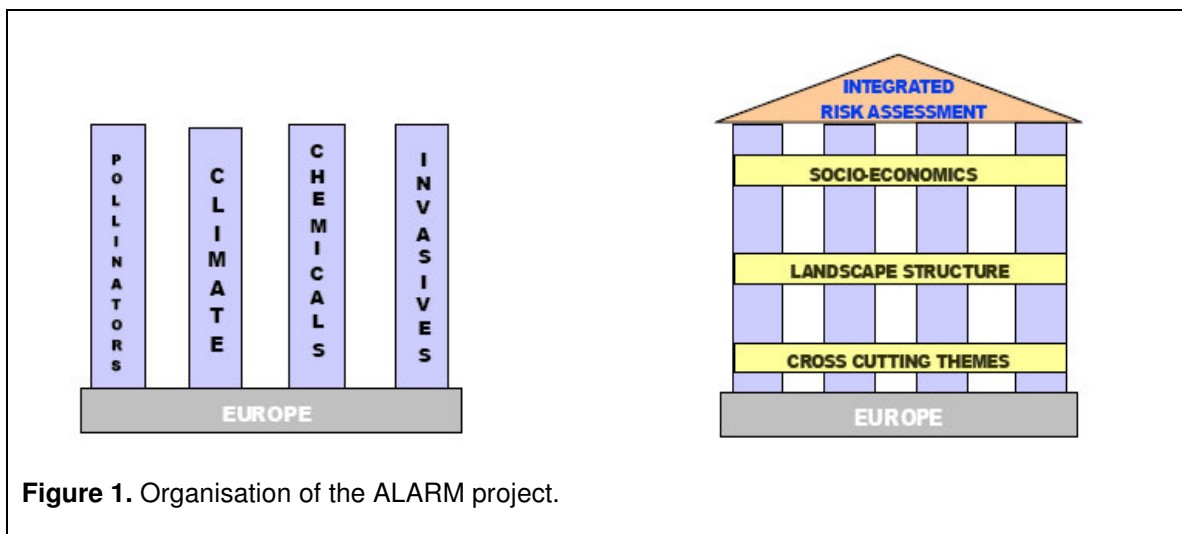 POLLINATORS
CLIMATE
CHEMICALS
INVASIVES
EUROPE
INTEGRATED
RISK ASSESSMENT
SOCIO-ECONOMICS
LANDSCAPE STRUCTURE
CROSS CUTTING THEMES
EUROPE
Figure 1. Organisation of the ALARM project.